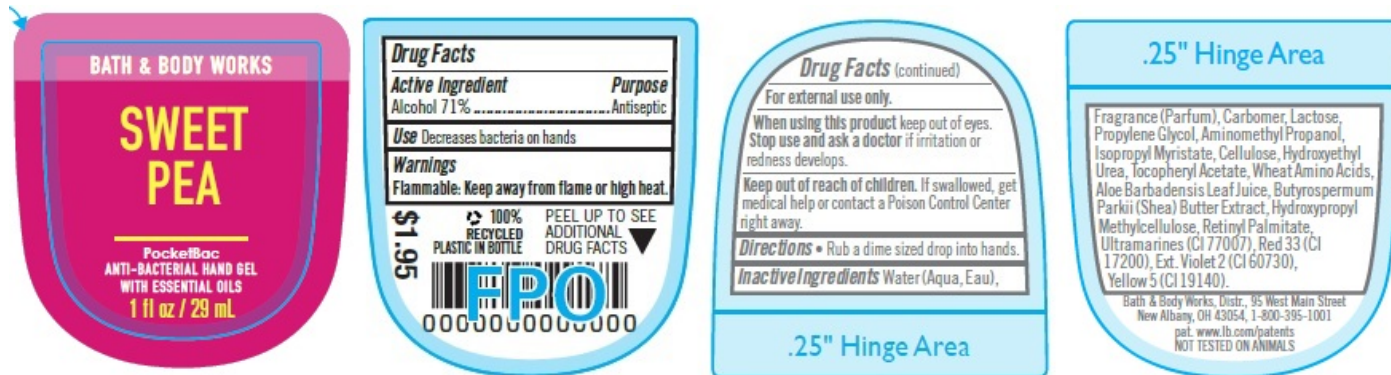 BATH & BODY WORKS
SWEET
PEA
PocketBac
ANTI-BACTERIAL HAND GEL
WITH ESSENTIAL OILS
1 fl oz / 29 mL
Drug Facts
Active Ingredient Purpose
Alcohol 71% ........................................ Antiseptic
Use Decreases bacteria on hands
Warnings
Flammable: Keep away from flame or high heat.
$1.95
100%
RECYCLED
PLASTIC IN BOTTLE
PEEL UP TO SEE
ADDITIONAL
DRUG FACTS
FPO
0000000000000
Drug Facts (continued)
For external use only.
When using this product keep out of eyes.
Stop use and ask a doctor if irritation or
redness develops.
Keep out of reach of children. If swallowed, get
medical help or contact a Poison Control Center
right away.
Directions • Rub a dime sized drop into hands.
Inactive Ingredients Water (Aqua, Eau),
.25" Hinge Area
.25" Hinge Area
Fragrance (Parfum), Carbomer, Lactose,
Propylene Glycol, Aminomethyl Propanol,
Isopropyl Myristate, Cellulose, Hydroxyethyl
Urea, Tocopheryl Acetate, Wheat Amino Acids,
Aloe Barbadensis Leaf Juice, Butyrospermum
Parkii (Shea) Butter Extract, Hydroxypropyl
Methylcellulose, Retinyl Palmitate,
Ultramarines (CI 77007), Red 33 (CI
17200), Ext. Violet 2 (CI 60730),
Yellow 5 (CI 19140).
Bath & Body Works, Distr., 95 West Main Street
New Albany, OH 43054, 1-800-395-1001
pat. www.lb.com/patents
NOT TESTED ON ANIMALS